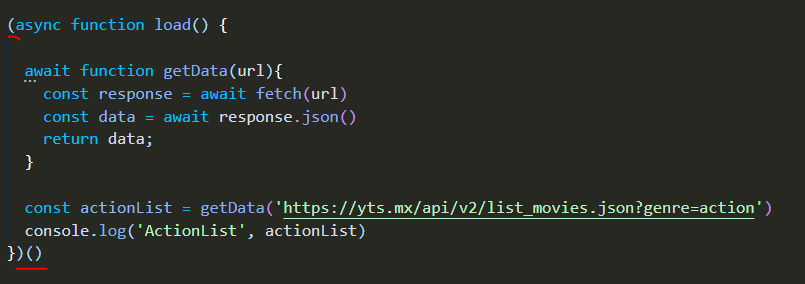 (async function load() {
await function getData(url){
const response = await fetch(url)
const data = await response.json()
return data;
}
const actionList = getData('https://yts.mx/api/v2/list_movies.json?genre=action')
console.log('ActionList', actionList)
})()